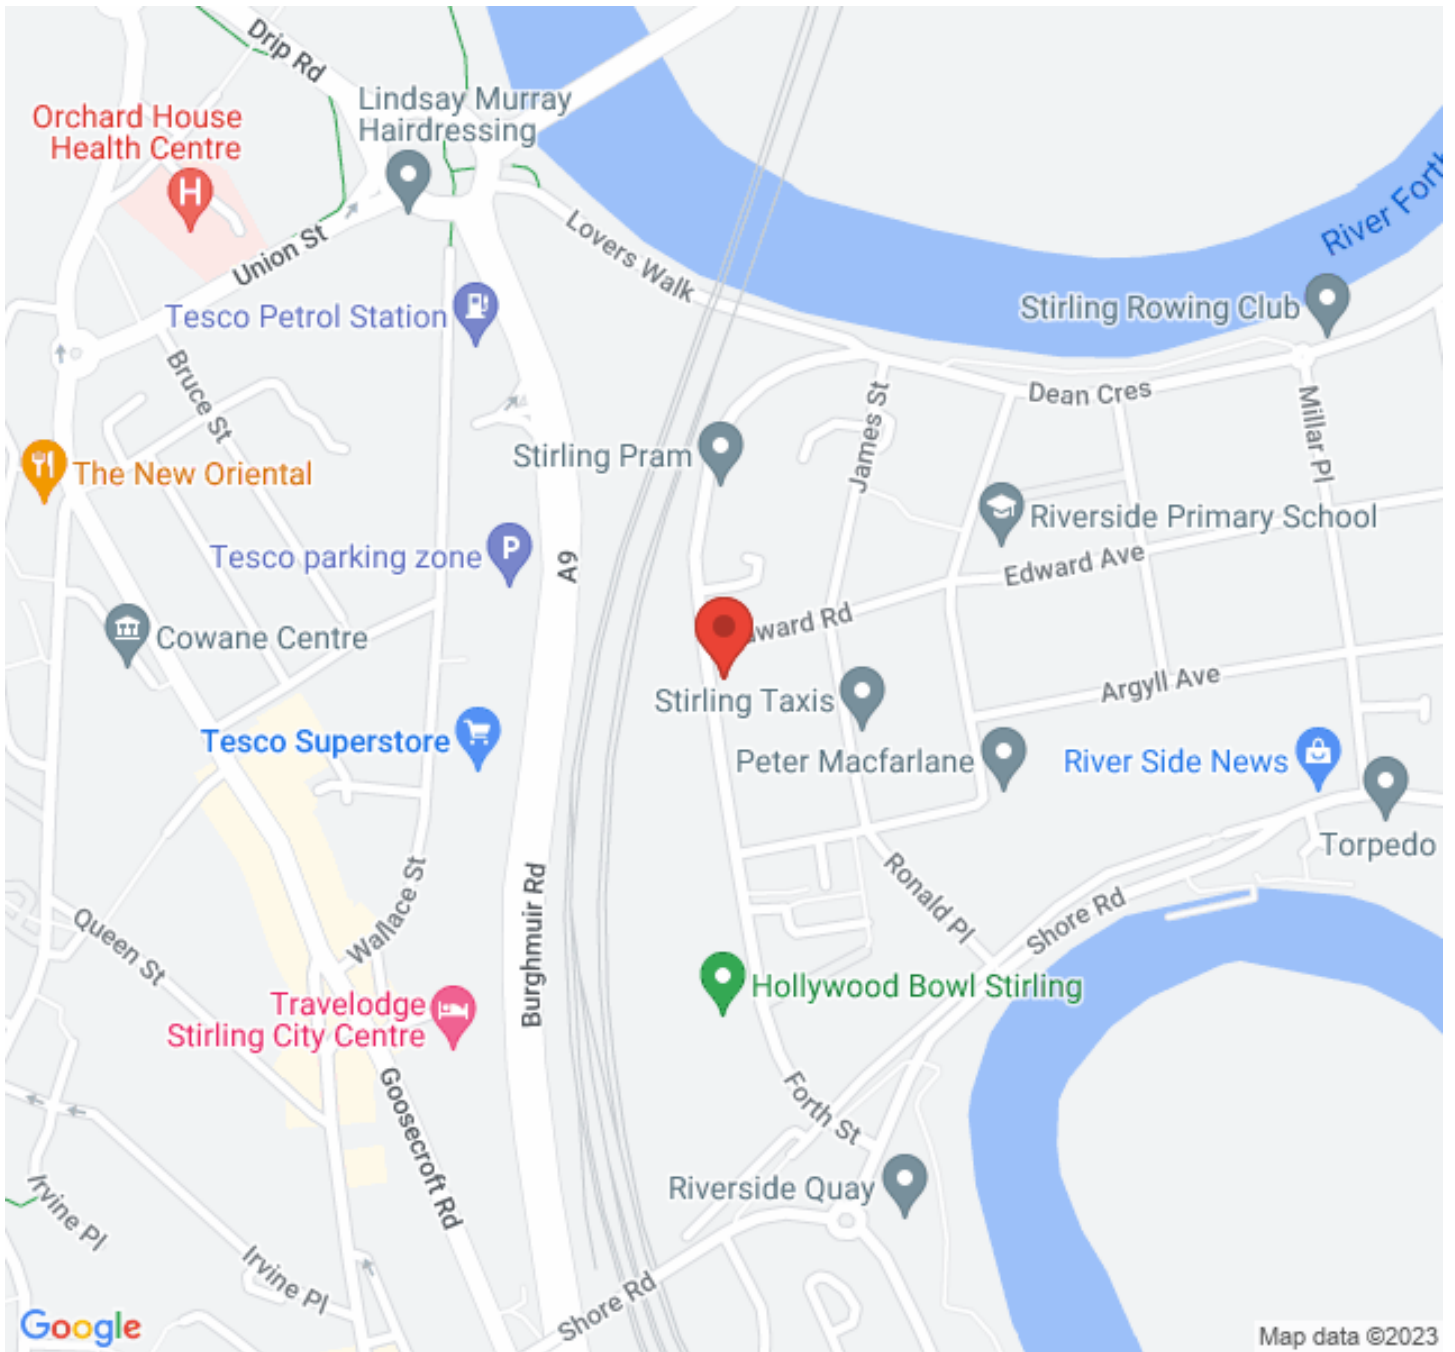 Drip Rd
Lindsay Murray
Hairdressing
Orchard House
Health Centre
H
River Forth
Union St
Lovers Walk
Tesco Petrol Station
Stirling Rowing Club
Bruce St
Dean Cres
James St
Millar Pl
Stirling Pram
The New Oriental
Riverside Primary School
Tesco parking zone
P
A9
Edward Ave
ward Rd
Cowane Centre
Stirling Taxis
Argyll Ave
Tesco Superstore
Peter Macfarlane
River Side News
Torpedo
Wallace St
Burghmuir Rd
Ronald Pl
Shore Rd
Queen St
Hollywood Bowl Stirling
Travelodge
Stirling City Centre
Goosecroft Rd
Forth St
Riverside Quay
Irvine Pl
Irvine Pl
Shore Rd
Google
Map data ©2023